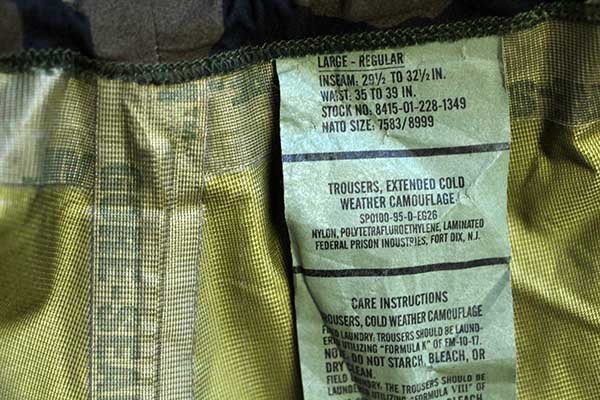 LARGE - REGULAR
INSEAM: 29½ TO 32½ IN.
WAIST: 35 TO 39 IN.
STOCK NO: 8415-01-228-1349
NATO SIZE: 7583/8999
TROUSERS, EXTENDED COLD
WEATHER CAMOUFLAGE
SPO100-95-D-EG26
NYLON, POLYTETRAFLUROETHYLENE, LAMINATED
FEDERAL PRISON INDUSTRIES, FORT DIX, N.J.
CARE INSTRUCTIONS
TROUSERS, COLD WEATHER CAMOUFLAGE
FIELD LAUNDRY: TROUSERS SHOULD BE LAUND-
ERED UTILIZING "FORMULA K" OF FM-10-17.
NOTE: DO NOT STARCH, BLEACH, OR
DRY CLEAN.
FIELD LAUNDRY: THE TROUSERS SHOULD BE
LAUNDERED UTILIZING "FORMULA VIII" OF